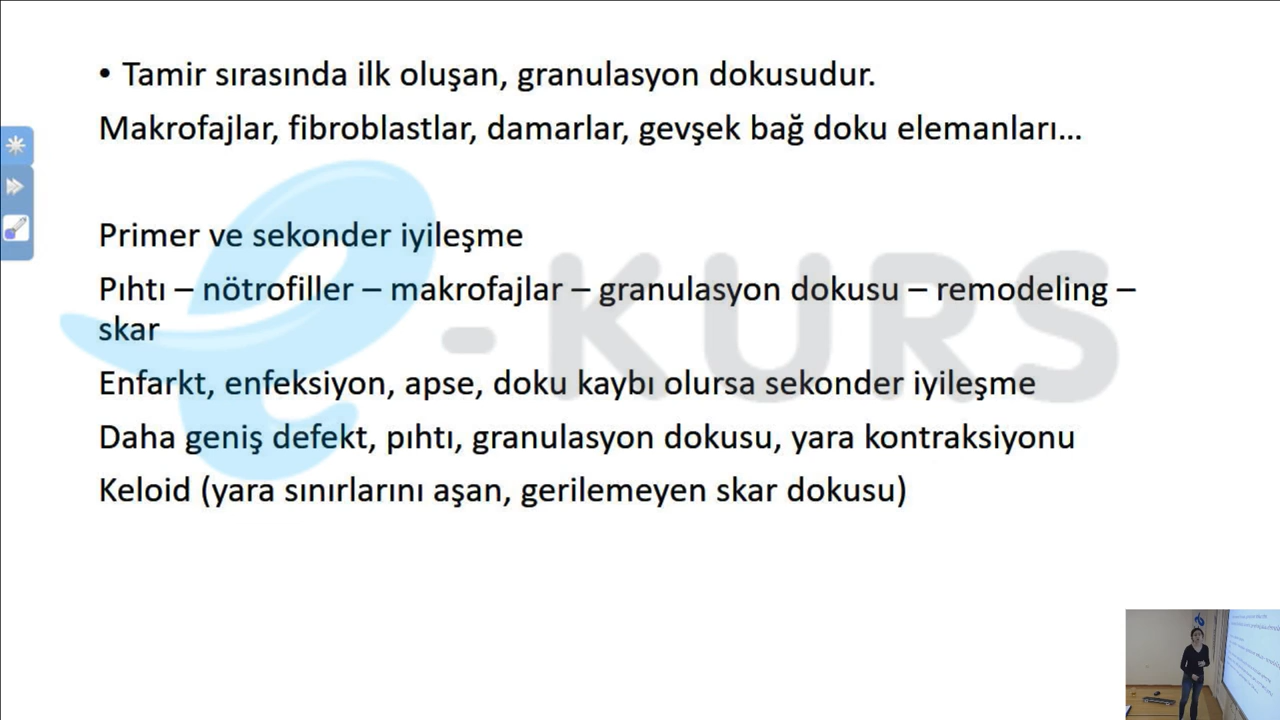 • Tamir sırasında ilk oluşan, granulasyon dokusudur.
Makrofajlar, fibroblastlar, damarlar, gevşek bağ doku elemanları...
Primer ve sekonder iyileşme
Pıhtı – nötrofiller – makrofajlar – granulasyon dokusu – remodeling –
skar
Enfarkt, enfeksiyon, apse, doku kaybı olursa sekonder iyileşme
Daha geniş defekt, pıhtı, granulasyon dokusu, yara kontraksiyonu
Keloid (yara sınırlarını aşan, gerilemeyen skar dokusu)
e-KURS